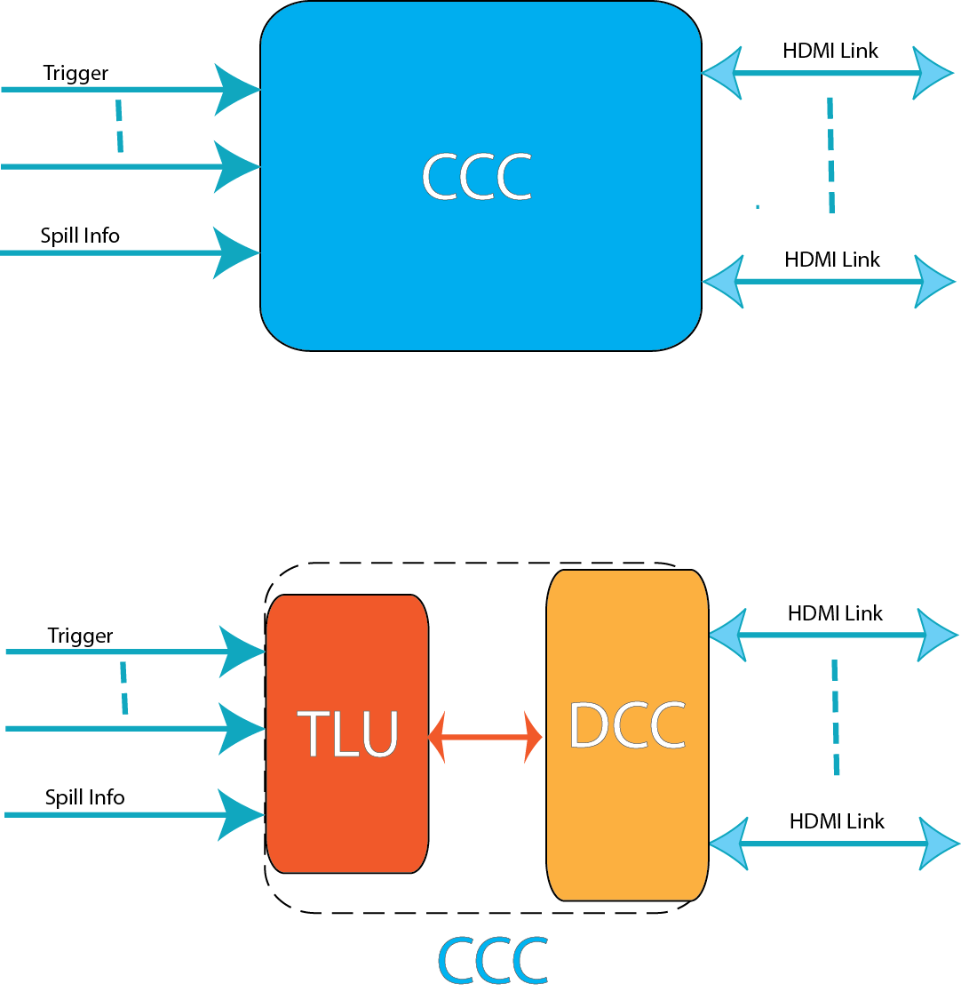 Trigger
HDMI Link
CCC
Spill Info
HDMI Link
Trigger
HDMI Link
TLU
DCC
Spill Info
HDMI Link
CCC